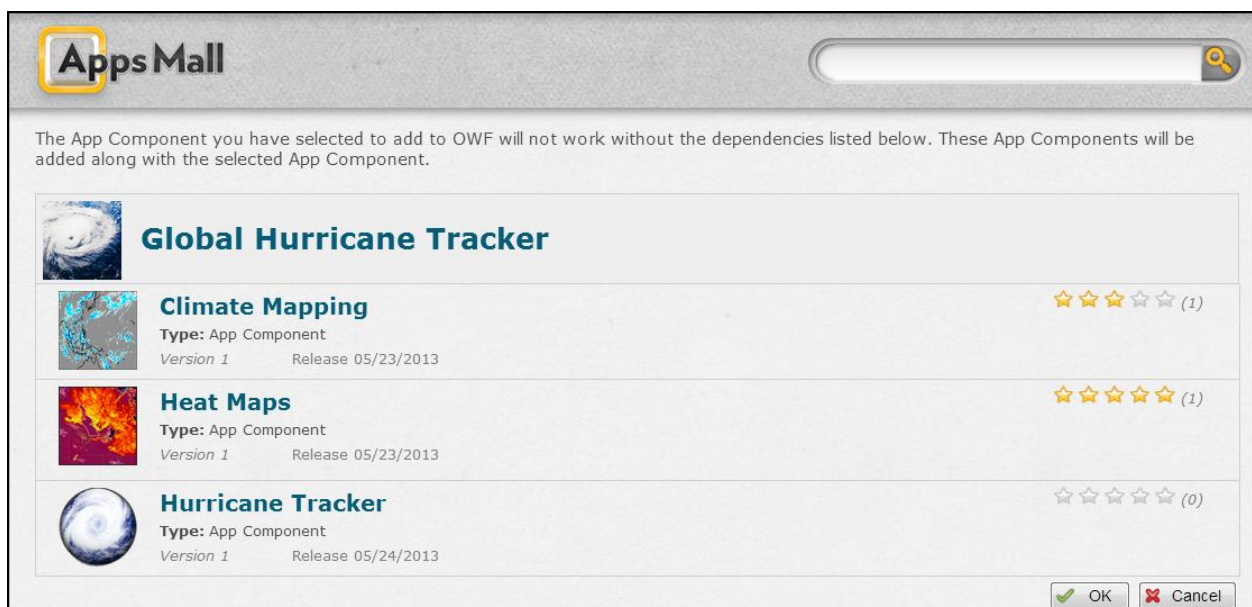 Apps Mall
The App Component you have selected to add to OWF will not work without the dependencies listed below. These App Components will be
added along with the selected App Component.
Global Hurricane Tracker
Climate Mapping
(1)
Type: App Component
Version 1 Release 05/23/2013
Heat Maps
(1)
Type: App Component
Version 1 Release 05/23/2013
Hurricane Tracker
(0)
Type: App Component
Version 1 Release 05/24/2013
OK Cancel